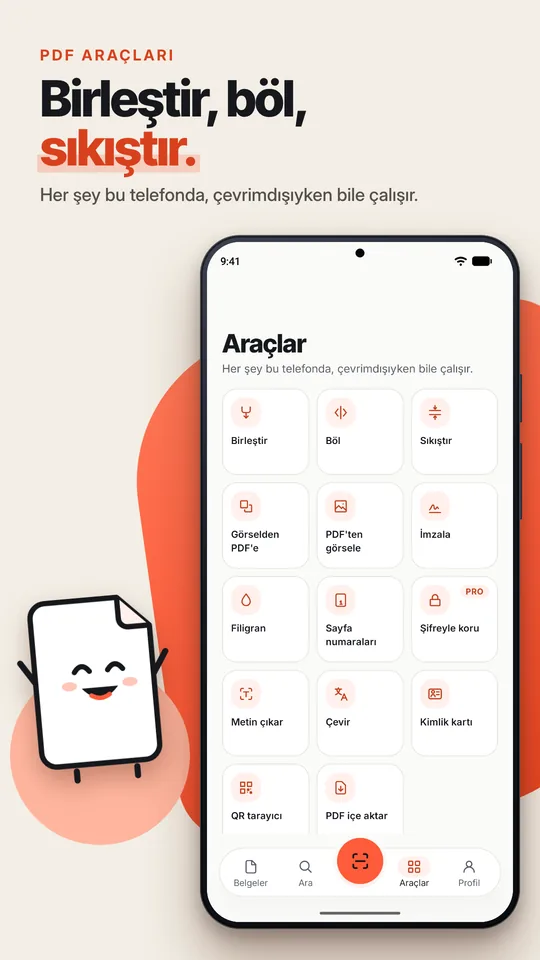 PDF ARAÇLARI
Birleştir, böl,
sıkıştır.
Her şey bu telefonda, çevrimdışıyken bile çalışır.
9:41
Araçlar
Her şey bu telefonda, çevrimdışıyken bile çalışır.
Birleştir
Böl
Sıkıştır
Görselden
PDF'e
PDF'ten
görsele
İmzala
Filigran
Sayfa
numaraları
PRO
Şifreyle koru
Metin çıkar
Çevir
Kimlik kartı
QR tarayıcı
PDF içe aktar
Belgeler
Ara
Araçlar
Profil